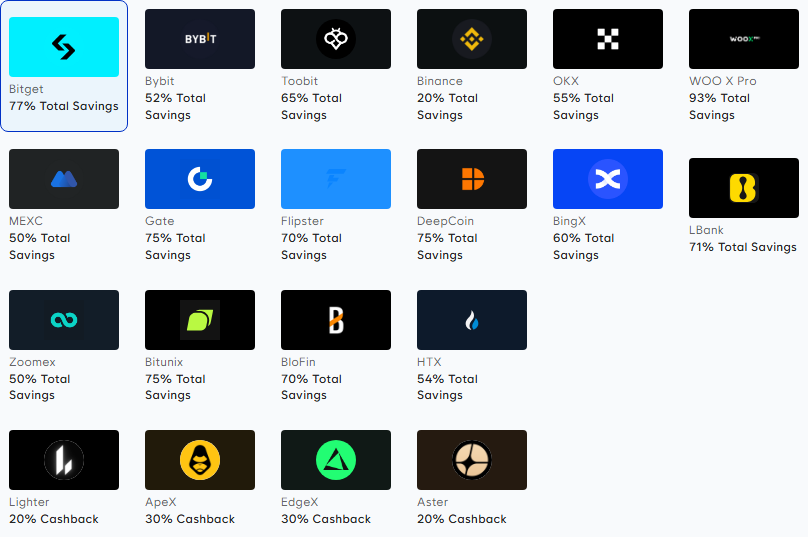 BYBIT
WOO X PRO
Bitget
77% Total Savings
Bybit
52% Total
Savings
Toobit
65% Total
Savings
Binance
20% Total
Savings
OKX
55% Total
Savings
WOO X Pro
93% Total
Savings
MEXC
50% Total
Savings
Gate
75% Total
Savings
Flipster
70% Total
Savings
DeepCoin
75% Total
Savings
BingX
60% Total
Savings
LBank
71% Total Savings
Zoomex
50% Total
Savings
Bitunix
75% Total
Savings
BloFin
70% Total
Savings
HTX
54% Total
Savings
Lighter
20% Cashback
ApeX
30% Cashback
EdgeX
30% Cashback
Aster
20% Cashback